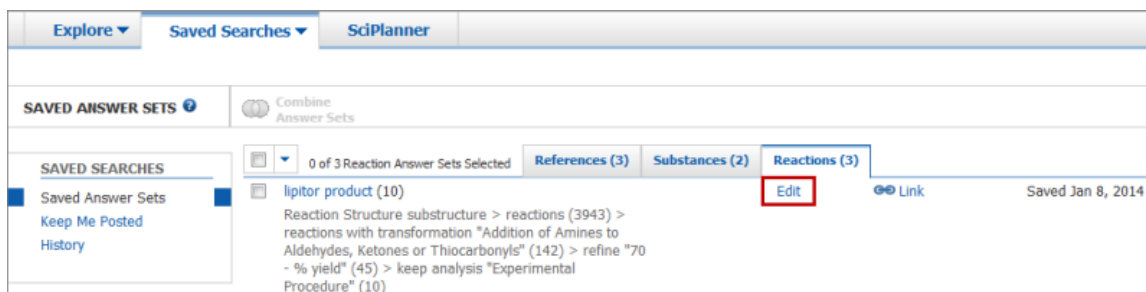 Explore Saved Searches SciPlanner
SAVED ANSWER SETS
Combine
Answer Sets
SAVED SEARCHES
Saved Answer Sets
Keep Me Posted
History
0 of 3 Reaction Answer Sets Selected References (3) Substances (2) Reactions (3)
lipitor product (10) Edit Link Saved Jan 8, 2014
Reaction Structure substructure > reactions (3943) >
reactions with transformation "Addition of Amines to
Aldehydes, Ketones or Thiocarbonyls" (142) > refine "70
- % yield" (45) > keep analysis "Experimental
Procedure" (10)